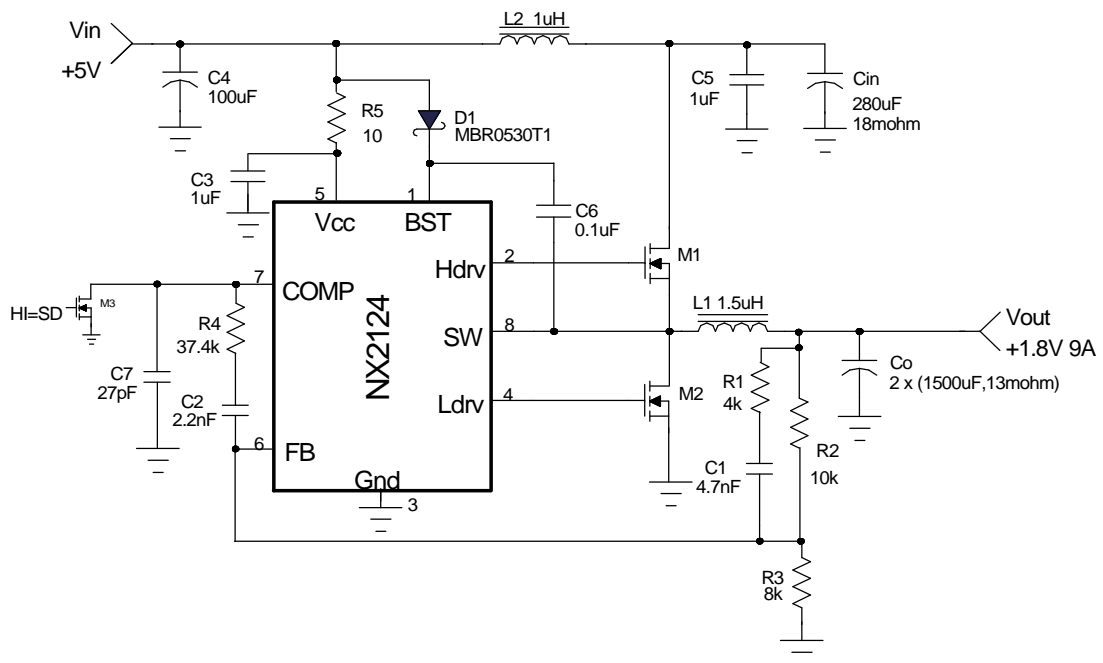 L2  1uH
Vin
+5V
C4
100uF
C5
1uF
Cin
280uF
18mohm
R5
10
D1
MBR0530T1
C3
1uF
5
1
Vcc
BST
C6
0.1uF
Hdrv
2
M1
7
COMP
HI=SD
M3
R4
37.4k
L1 1.5uH
SW
8
Vout
+1.8V 9A
NX2124
C7
27pF
C2
2.2nF
Co
2 x (1500uF,13mohm)
R1
4k
Ldrv
4
M2
6
FB
R2
10k
C1
4.7nF
Gnd
3
R3
8k